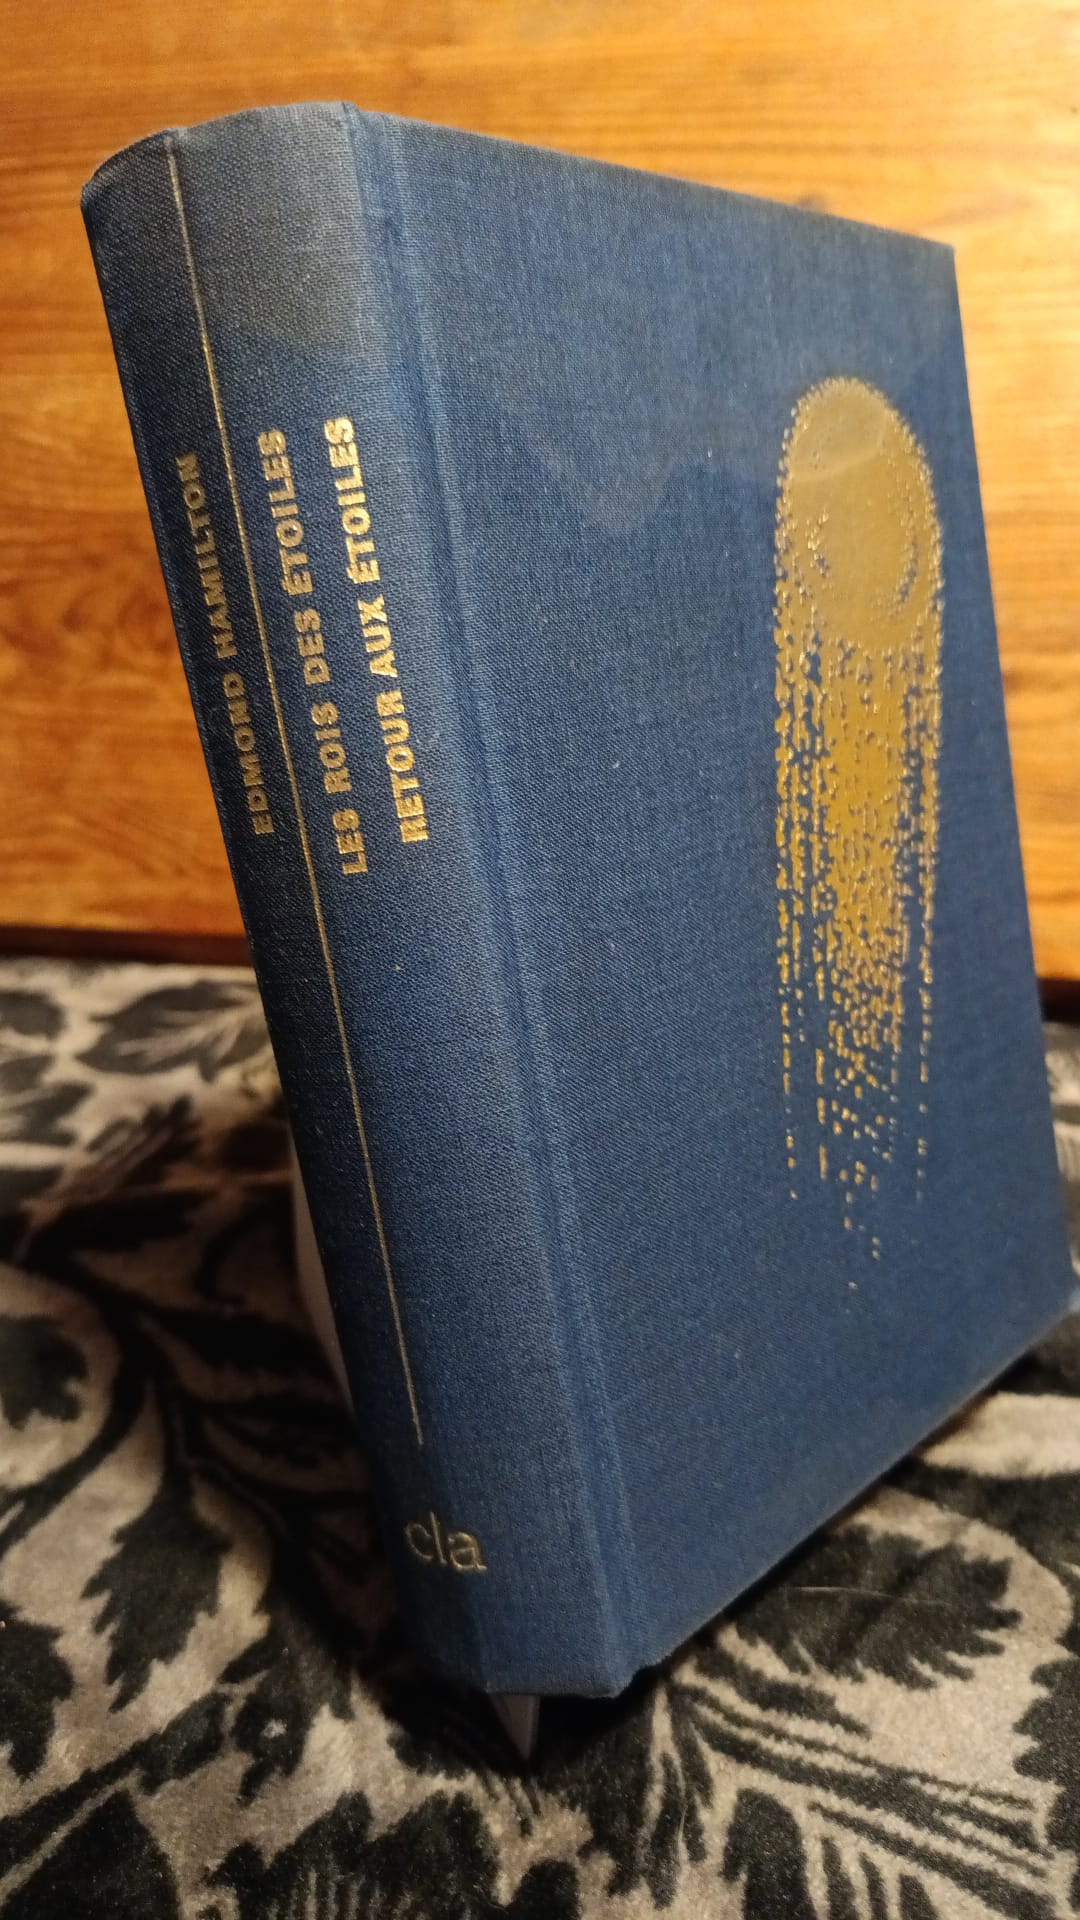 EDMOND HAMILTON
LES ROIS DES ÉTOILES
RETOUR AUX ÉTOILES
cla